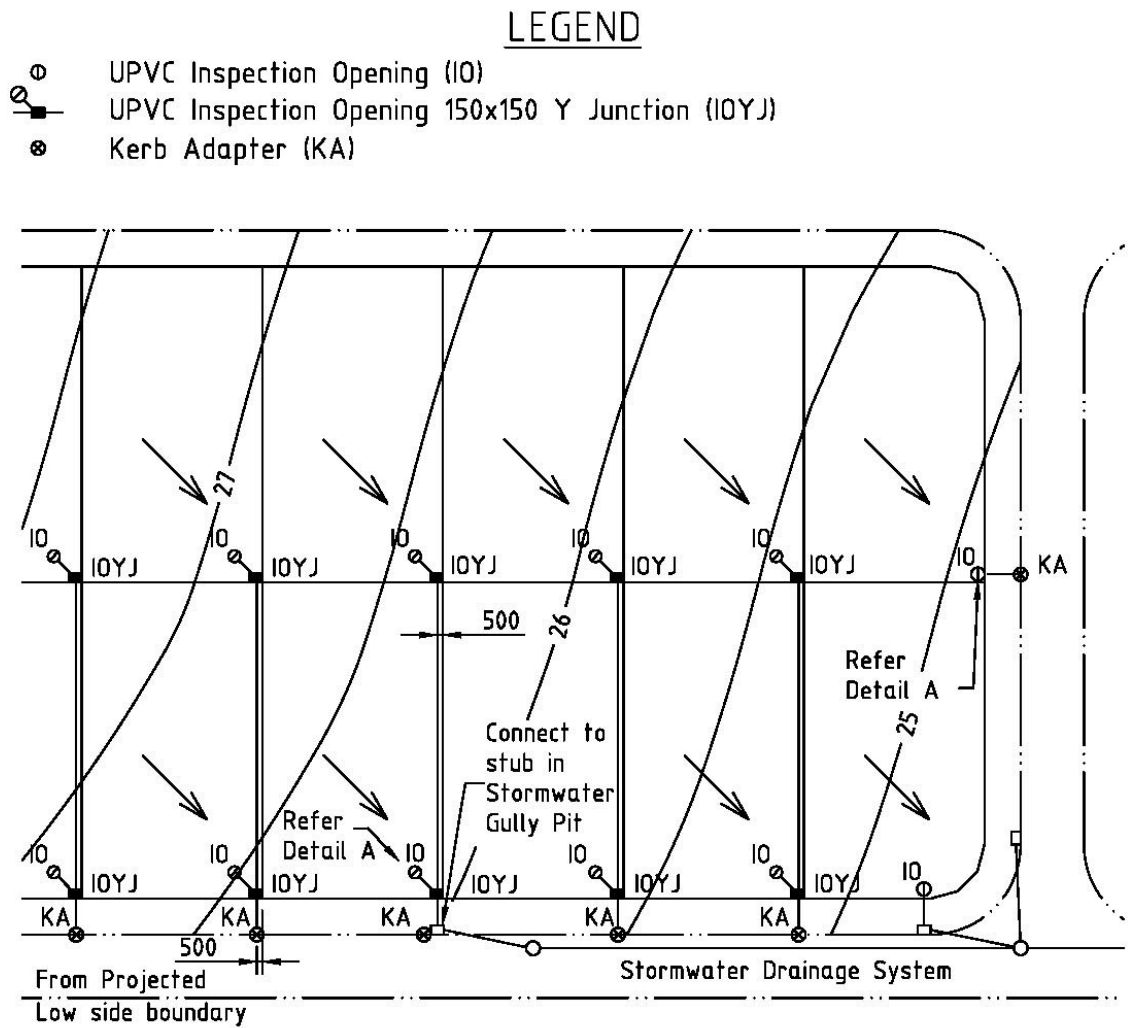 LEGEND
UPVC Inspection Opening (IO)
UPVC Inspection Opening 150x150 Y Junction (IOYJ)
Kerb Adapter (KA)
27
IO IO IO IO IO IO KA
IOYJ IOYJ IOYJ IOYJ IOYJ
500
26
Refer
Detail A
25
Connect to
stub in
Stormwater
Gully Pit
Refer
Detail A
IO IO IO IO IO IO
IOYJ IOYJ IOYJ IOYJ IOYJ
KA KA KA KA KA
500
Stormwater Drainage System
From Projected
Low side boundary